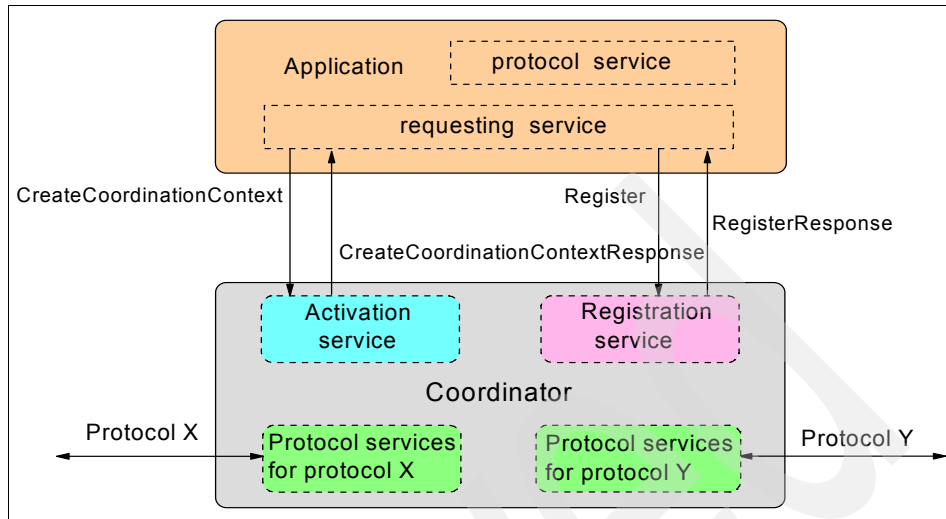 Application
protocol service
requesting service
CreateCoordinationContext
Register
RegisterResponse
CreateCoordinationContextResponse
Activation
service
Registration
service
Coordinator
Protocol X
Protocol services
for protocol X
Protocol services
for protocol Y
Protocol Y